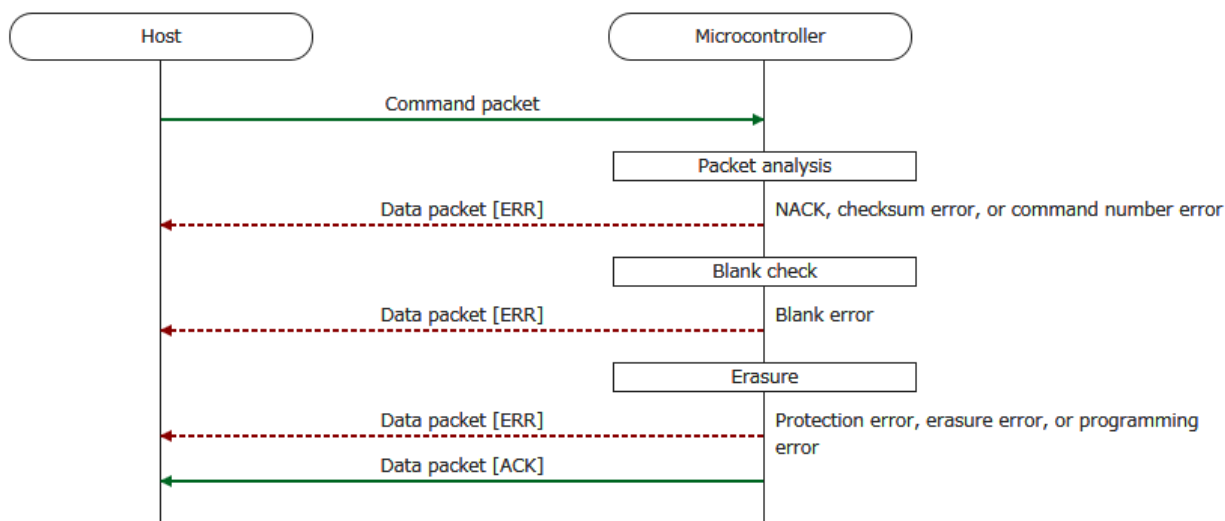 Host
Microcontroller
Command packet
Packet analysis
Data packet [ERR]
NACK, checksum error, or command number error
Blank check
Data packet [ERR]
Blank error
Erasure
Data packet [ERR]
Protection error, erasure error, or programming
error
Data packet [ACK]